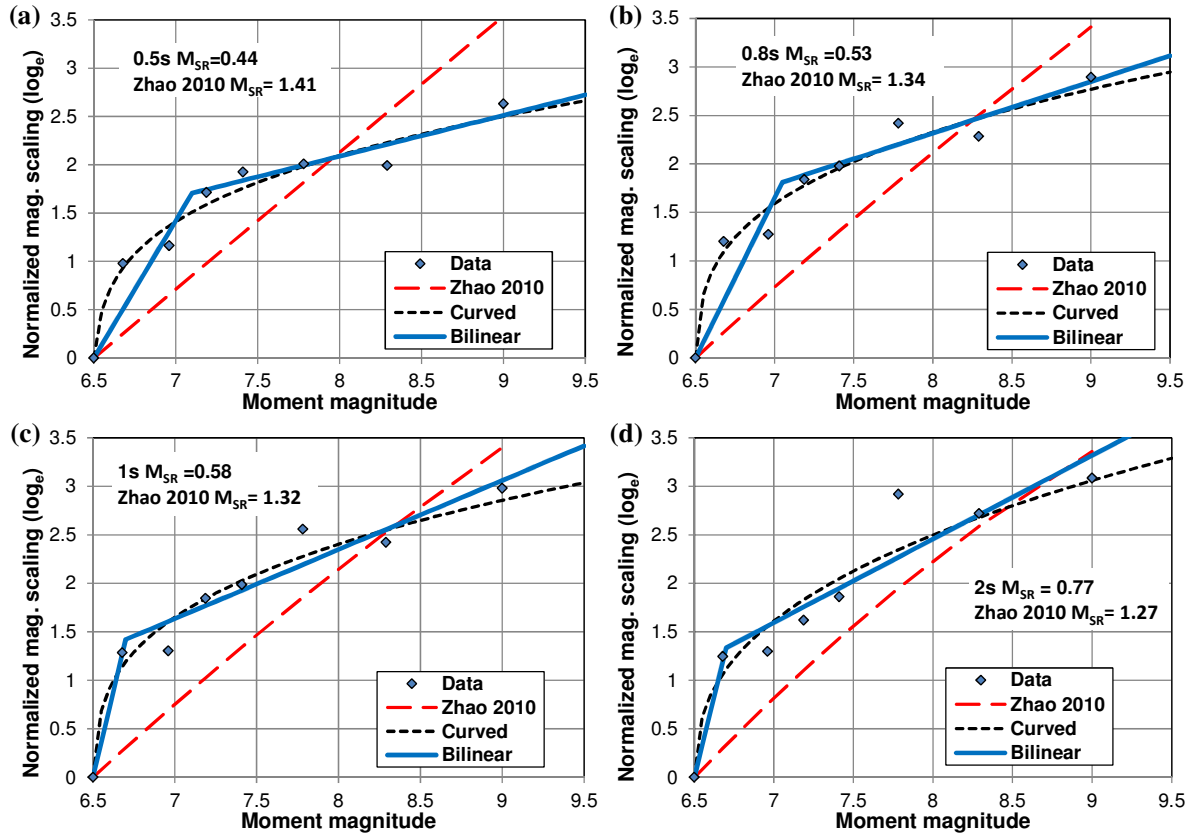 (a)
Normalized mag. scaling (logₑ)
3.5
3
2.5
2
1.5
1
0.5
0
0.5s M_SR=0.44
Zhao 2010 M_SR= 1.41
Data
Zhao 2010
Curved
Bilinear
6.5 7 7.5 8 8.5 9 9.5
Moment magnitude
(b)
Normalized mag. scaling (logₑ)
3.5
3
2.5
2
1.5
1
0.5
0
0.8s M_SR=0.53
Zhao 2010 M_SR= 1.34
Data
Zhao 2010
Curved
Bilinear
6.5 7 7.5 8 8.5 9 9.5
Moment magnitude
(c)
Normalized mag. scaling (logₑ)
3.5
3
2.5
2
1.5
1
0.5
0
1s M_SR=0.58
Zhao 2010 M_SR= 1.32
Data
Zhao 2010
Curved
Bilinear
6.5 7 7.5 8 8.5 9 9.5
Moment magnitude
(d)
Normalized mag. scaling (logₑ)
3.5
3
2.5
2
1.5
1
0.5
0
2s M_SR = 0.77
Zhao 2010 M_SR= 1.27
Data
Zhao 2010
Curved
Bilinear
6.5 7 7.5 8 8.5 9 9.5
Moment magnitude